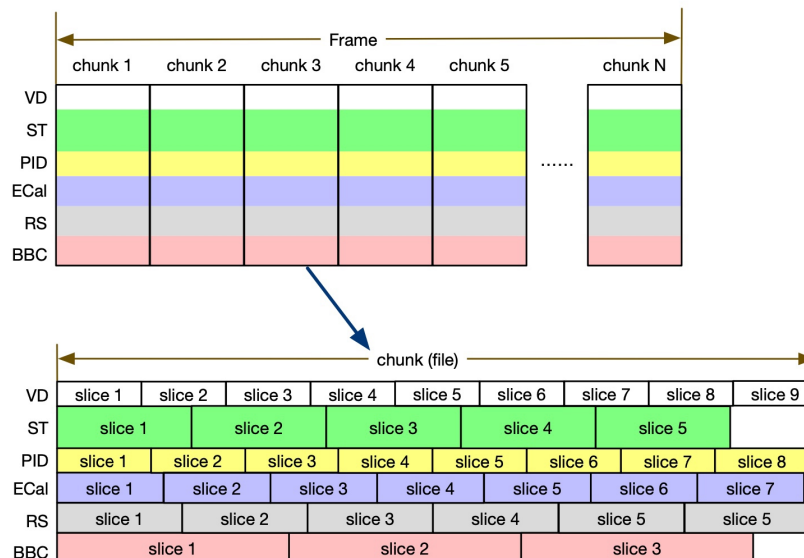 Frame
chunk 1 chunk 2 chunk 3 chunk 4 chunk 5 chunk N
VD
ST
PID ......
ECal
RS
BBC
chunk (file)
VD slice 1 slice 2 slice 3 slice 4 slice 5 slice 6 slice 7 slice 8 slice 9
ST slice 1 slice 2 slice 3 slice 4 slice 5
PID slice 1 slice 2 slice 3 slice 4 slice 5 slice 6 slice 7 slice 8
ECal slice 1 slice 2 slice 3 slice 4 slice 5 slice 6 slice 7
RS slice 1 slice 2 slice 3 slice 4 slice 5 slice 5
BBC slice 1 slice 2 slice 3